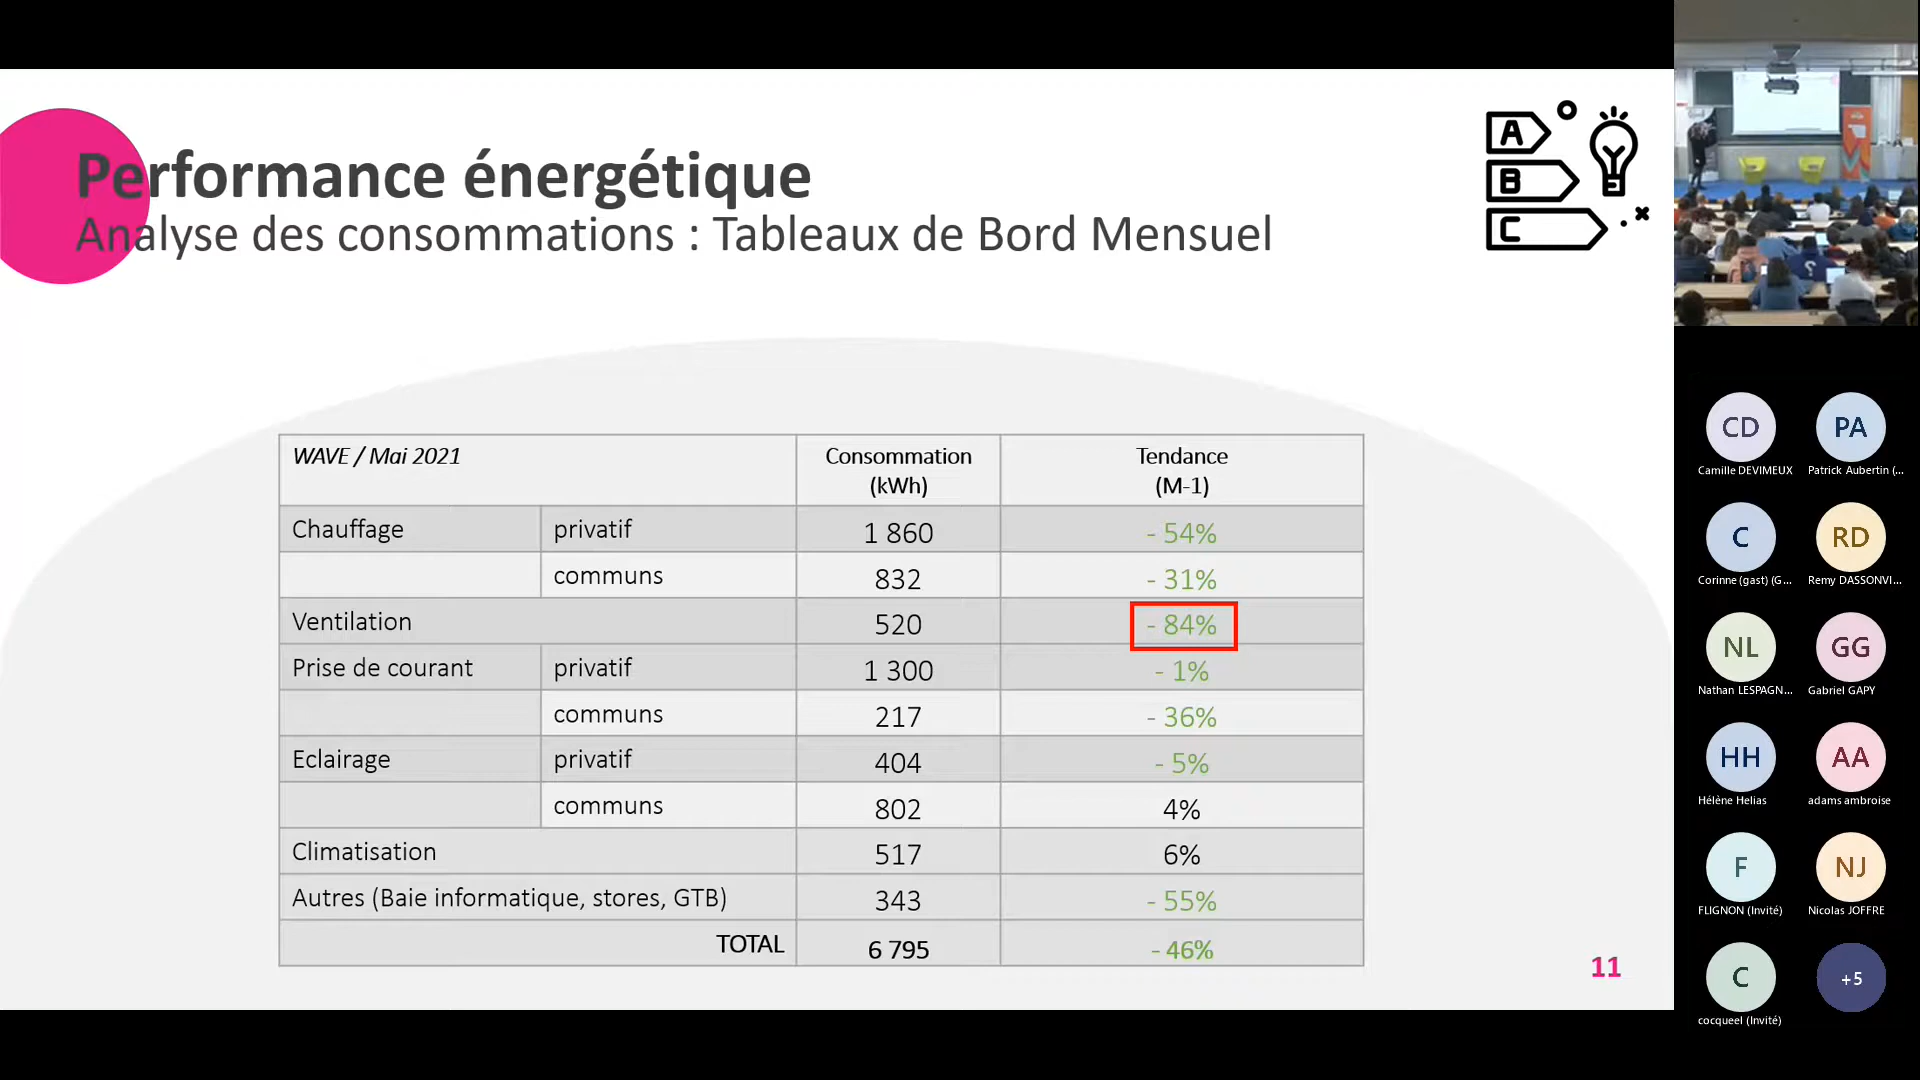 Performance énergétique
Analyse des consommations : Tableaux de Bord Mensuel
A
B
C
WAVE / Mai 2021
Consommation
(kWh)
Tendance
(M-1)
Chauffage privatif 1 860 - 54%
communs 832 - 31%
Ventilation 520 - 84%
Prise de courant privatif 1 300 - 1%
communs 217 - 36%
Eclairage privatif 404 - 5%
communs 802 4%
Climatisation 517 6%
Autres (Baie informatique, stores, GTB) 343 - 55%
TOTAL 6 795 - 46%
11
CD PA
Camille DEVIMEUX Patrick Aubertin (...
C RD
Corinne (gast) (G... Remy DASSONVI...
NL GG
Nathan LESPAGN... Gabriel GAPY
HH AA
Hélène Helias adams ambroise
F NJ
FLIGNON (Invité) Nicolas JOFFRE
C +5
cocqueel (Invité)